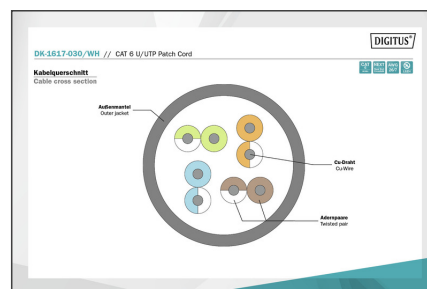 DIGITUS®
DK-1617-030/WH // CAT 6 U/UTP Patch Cord
Kabelquerschnitt
Cable cross section
Außenmantel
Outer jacket
Cu-Draht
Cu-Wire
Adernpaare
Twisted pair